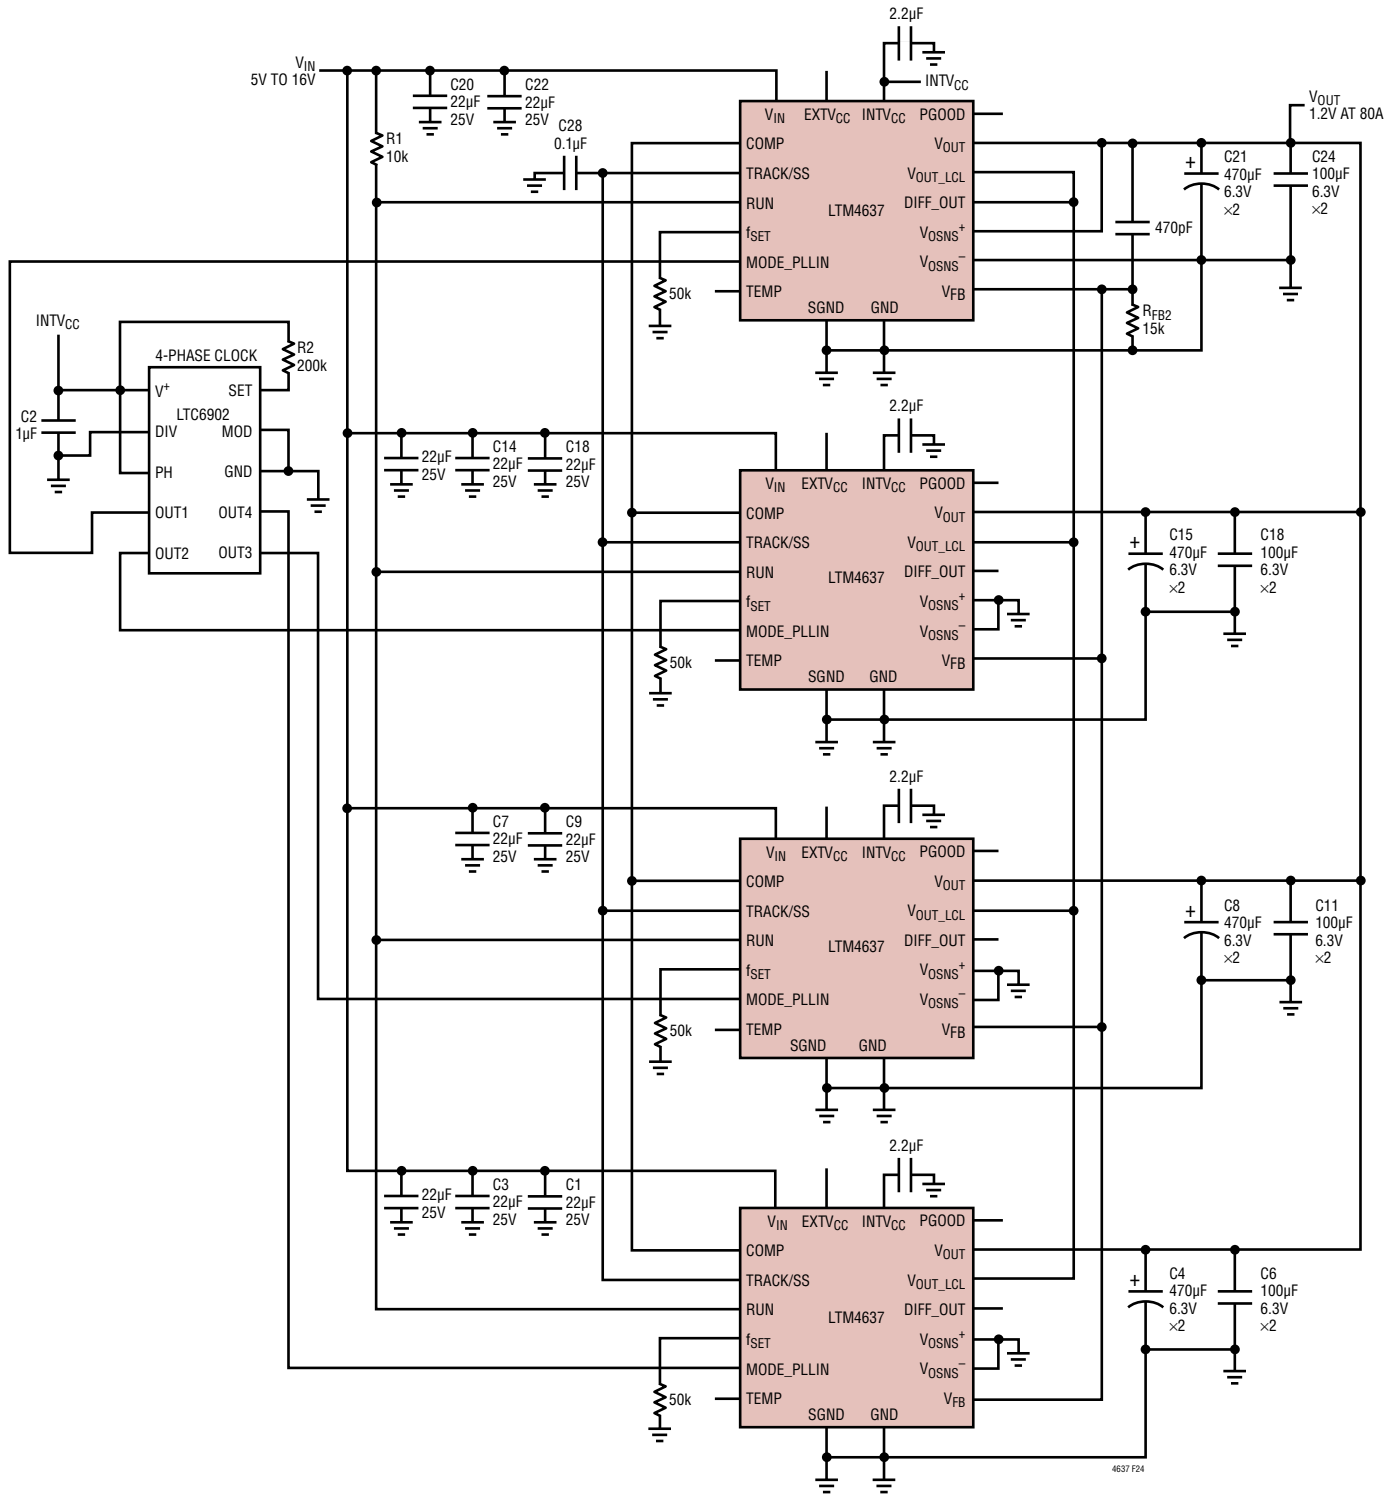 2.2µF
INTVCC
VIN
5V TO 16V
C20
22µF
25V
C22
22µF
25V
R1
10k
C28
0.1µF
VIN
EXTVCC
INTVCC
PGOOD
COMP
TRACK/SS
RUN
fSET
MODE_PLLIN
TEMP
LTM4637
SGND
GND
VOUT
VOUT_LCL
DIFF_OUT
VOSNS+
VOSNS–
VFB
50k
VOUT
1.2V AT 80A
C21
470µF
6.3V
×2
C24
100µF
6.3V
×2
470pF
RFB2
15k
INTVCC
4-PHASE CLOCK
R2
200k
C2
1µF
V+
SET
LTC6902
DIV
MOD
PH
GND
OUT1
OUT4
OUT2
OUT3
2.2µF
22µF
25V
C14
22µF
25V
C18
22µF
25V
VIN
EXTVCC
INTVCC
PGOOD
COMP
TRACK/SS
RUN
fSET
MODE_PLLIN
TEMP
LTM4637
SGND
GND
VOUT
VOUT_LCL
DIFF_OUT
VOSNS+
VOSNS–
VFB
50k
C15
470µF
6.3V
×2
C18
100µF
6.3V
×2
2.2µF
C7
22µF
25V
C9
22µF
25V
VIN
EXTVCC
INTVCC
PGOOD
COMP
TRACK/SS
RUN
fSET
MODE_PLLIN
TEMP
LTM4637
SGND
GND
VOUT
VOUT_LCL
DIFF_OUT
VOSNS+
VOSNS–
VFB
50k
C8
470µF
6.3V
×2
C11
100µF
6.3V
×2
2.2µF
22µF
25V
C3
22µF
25V
C1
22µF
25V
VIN
EXTVCC
INTVCC
PGOOD
COMP
TRACK/SS
RUN
fSET
MODE_PLLIN
TEMP
LTM4637
SGND
GND
VOUT
VOUT_LCL
DIFF_OUT
VOSNS+
VOSNS–
VFB
50k
C4
470µF
6.3V
×2
C6
100µF
6.3V
×2
4637 F24